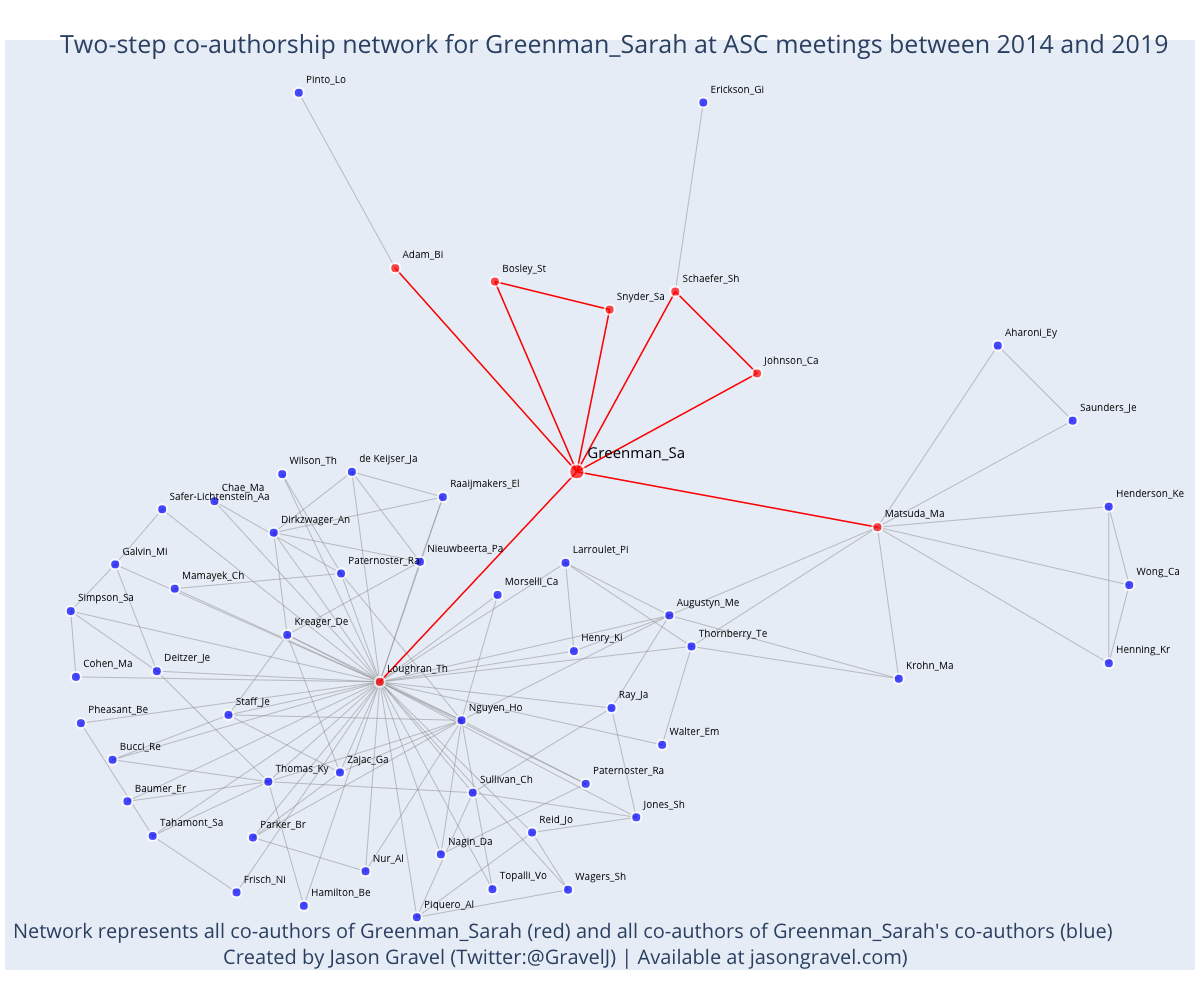 Two-step co-authorship network for Greenman_Sarah at ASC meetings between 2014 and 2019
Pinto_Lo
Erickson_Gi
Adam_Bi
Bosley_St
Schaefer_Sh
Snyder_Sa
Aharoni_Ey
Johnson_Ca
Saunders_Je
Greenman_Sa
Wilson_Th
de Keijser_Ja
Raaijmakers_El
Chae_Ma
Safer-Lichtenstein_Aa
Henderson_Ke
Matsuda_Ma
Dirkzwager_An
Galvin_Mi
Nieuwbeerta_Pa
Larroulet_Pi
Paternoster_Ra
Mamayek_Ch
Morselli_Ca
Wong_Ca
Simpson_Sa
Augustyn_Me
Kreager_De
Henry_Ki
Thornberry_Te
Cohen_Ma
Deitzer_Je
Loughran_Th
Krohn_Ma
Henning_Kr
Pheasant_Be
Staff_Je
Nguyen_Ho
Ray_Ja
Walter_Em
Bucci_Re
Thomas_Ky
Zajac_Ga
Sullivan_Ch
Paternoster_Ra
Baumer_Er
Jones_Sh
Tahamont_Sa
Parker_Br
Reid_Jo
Nagin_Da
Nur_Al
Frisch_Ni
Hamilton_Be
Topalli_Vo
Wagers_Sh
Piquero_Al
Network represents all co-authors of Greenman_Sarah (red) and all co-authors of Greenman_Sarah's co-authors (blue)
Created by Jason Gravel (Twitter:@GravelJ) | Available at jasongravel.com)